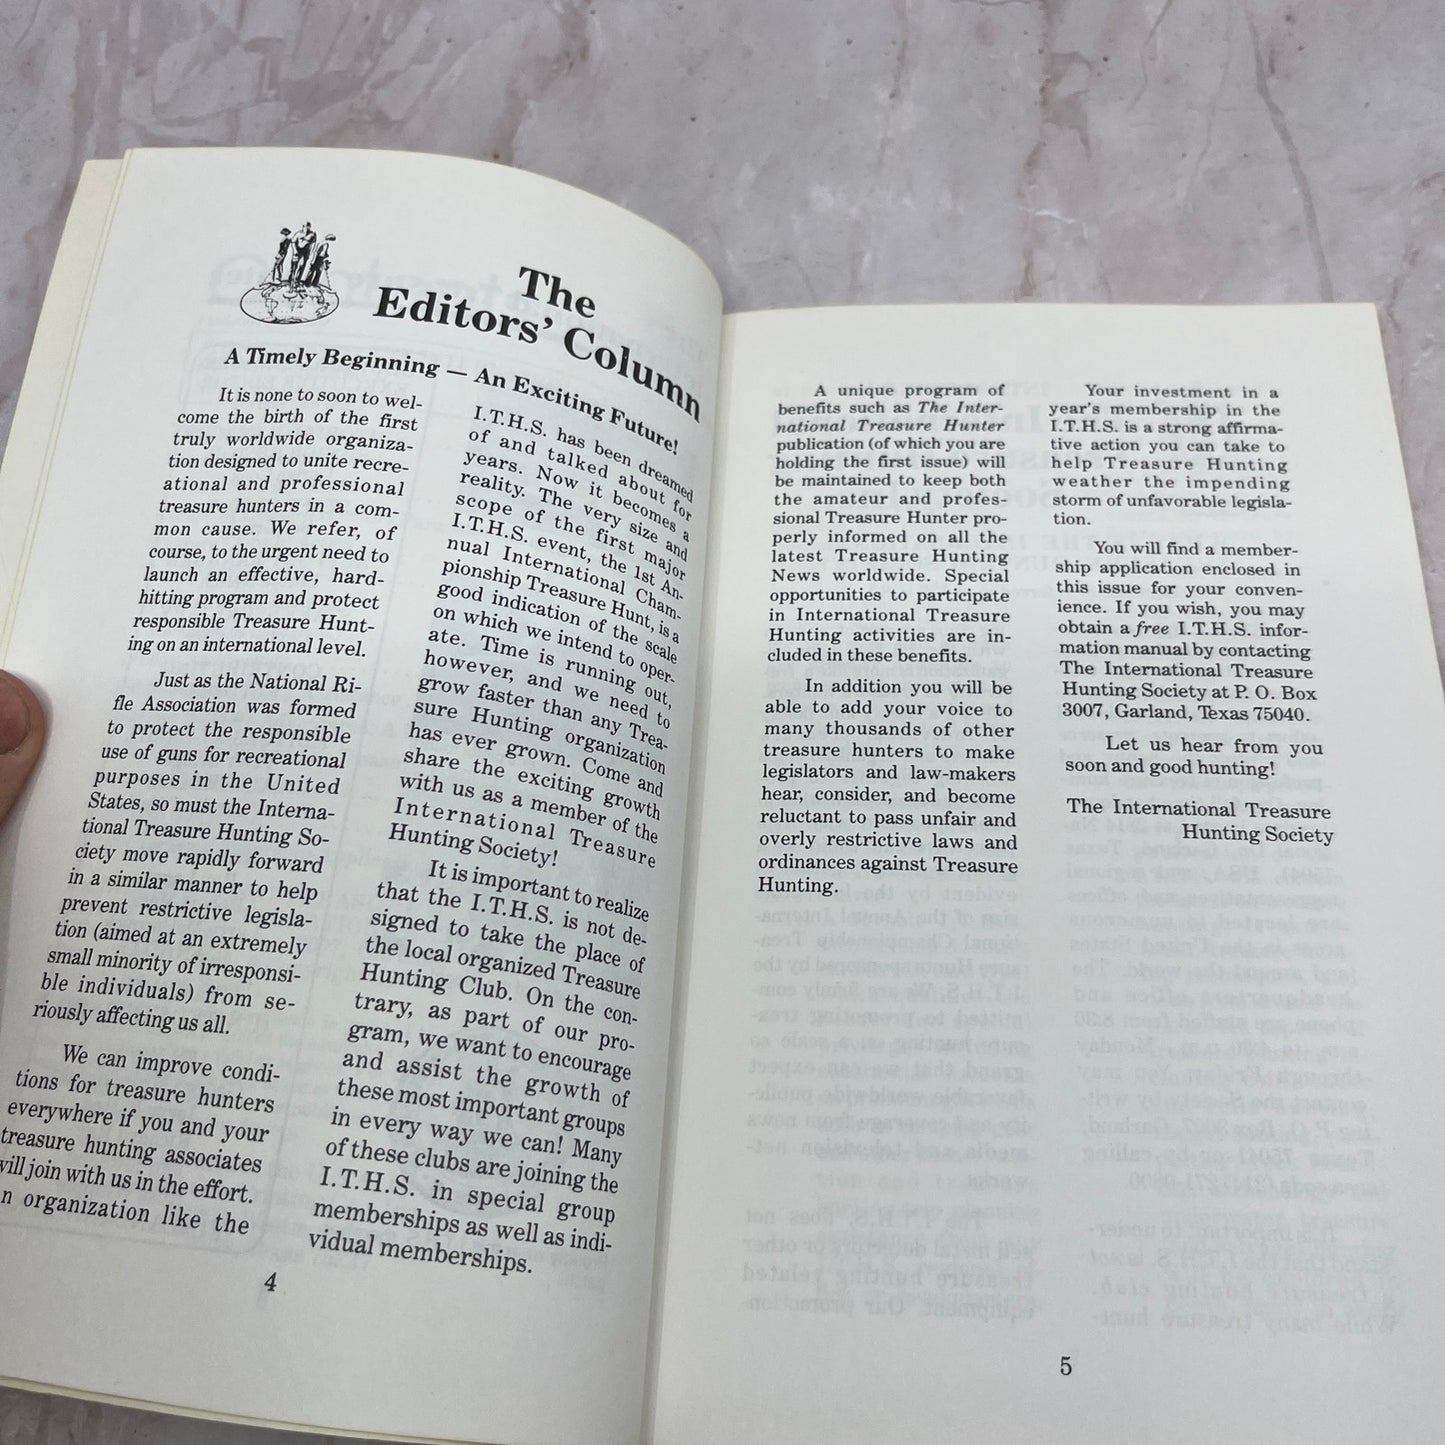 The
Editors' Column
A Timely Beginning — An Exciting Future!
It is none to soon to wel-
come the birth of the first
truly worldwide organiza-
tion designed to unite recre-
ational and professional
treasure hunters in a com-
mon cause. We refer, of
course, to the urgent need to
launch an effective, hard-
hitting program and protect
responsible Treasure Hunt-
ing on an international level.
Just as the National Ri-
fle Association was formed
to protect the responsible
use of guns for recreational
purposes in the United
States, so must the Interna-
tional Treasure Hunting So-
ciety move rapidly forward
in a similar manner to help
prevent restrictive legisla-
tion (aimed at an extremely
small minority of irresponsi-
ble individuals) from se-
riously affecting us all.
We can improve condi-
tions for treasure hunters
everywhere if you and your
treasure hunting associates
will join with us in the effort.
n organization like the
I.T.H.S. has been dreamed
of and talked about for
years. Now it becomes a
reality. The very size and
scope of the first major
I.T.H.S. event, the 1st An-
nual International Cham-
pionship Treasure Hunt, is a
good indication of the scale
on which we intend to oper-
ate. Time is running out,
however, and we need to
grow faster than any Trea-
sure Hunting organization
has ever grown. Come and
share the exciting growth
with us as a member of the
International Treasure
Hunting Society!
It is important to realize
that the I.T.H.S. is not de-
signed to take the place of
the local organized Treasure
Hunting Club. On the con-
trary, as part of our pro-
gram, we want to encourage
and assist the growth of
these most important groups
in every way we can! Many
of these clubs are joining the
I.T.H.S. in special group
memberships as well as indi-
vidual memberships.
4
A unique program of
benefits such as The Inter-
national Treasure Hunter
publication (of which you are
holding the first issue) will
be maintained to keep both
the amateur and profes-
sional Treasure Hunter pro-
perly informed on all the
latest Treasure Hunting
News worldwide. Special
opportunities to participate
in International Treasure
Hunting activities are in-
cluded in these benefits.
In addition you will be
able to add your voice to
many thousands of other
treasure hunters to make
legislators and law-makers
hear, consider, and become
reluctant to pass unfair and
overly restrictive laws and
ordinances against Treasure
Hunting.
Your investment in a
year's membership in the
I.T.H.S. is a strong affirma-
tive action you can take to
help Treasure Hunting
weather the impending
storm of unfavorable legisla-
tion.
You will find a member-
ship application enclosed in
this issue for your conven-
ience. If you wish, you may
obtain a free I.T.H.S. infor-
mation manual by contacting
The International Treasure
Hunting Society at P. O. Box
3007, Garland, Texas 75040.
Let us hear from you
soon and good hunting!
The International Treasure
Hunting Society
5